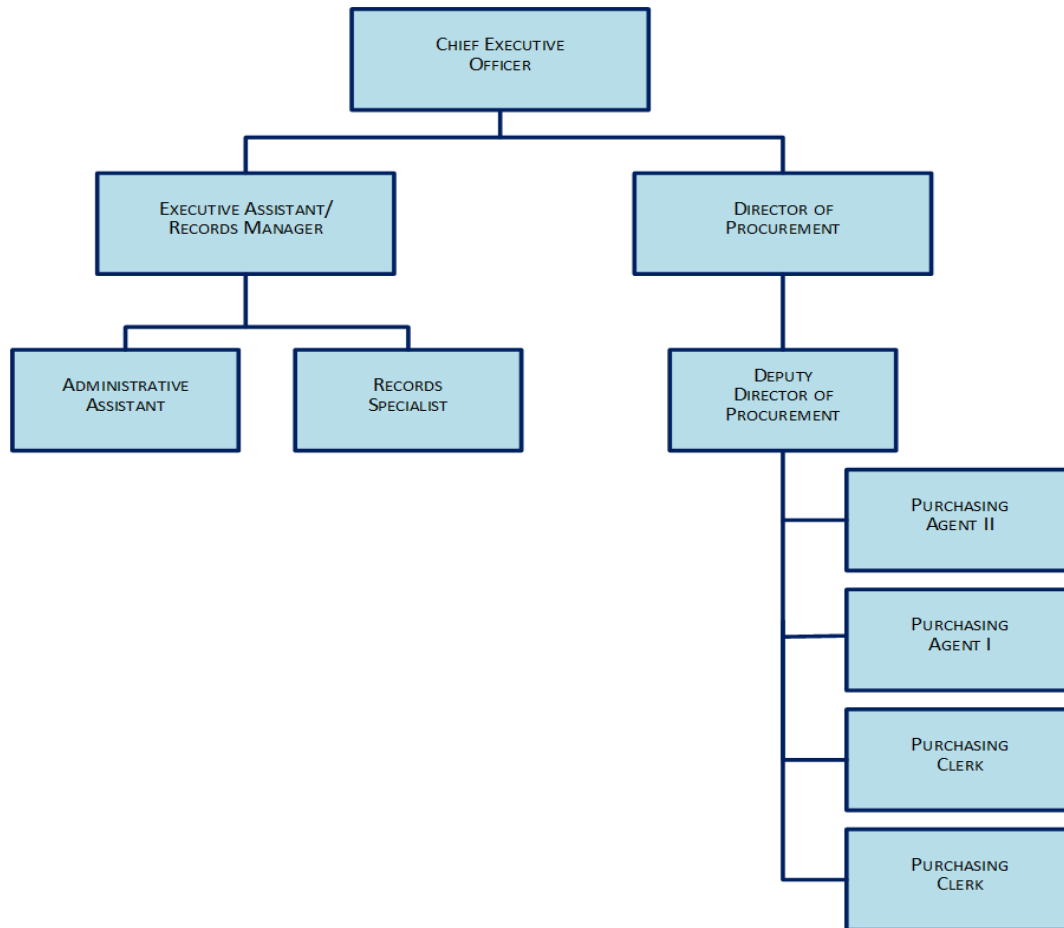 Chief Executive
Officer
Executive Assistant/
Records Manager
Director of
Procurement
Administrative
Assistant
Records
Specialist
Deputy
Director of
Procurement
Purchasing
Agent II
Purchasing
Agent I
Purchasing
Clerk
Purchasing
Clerk